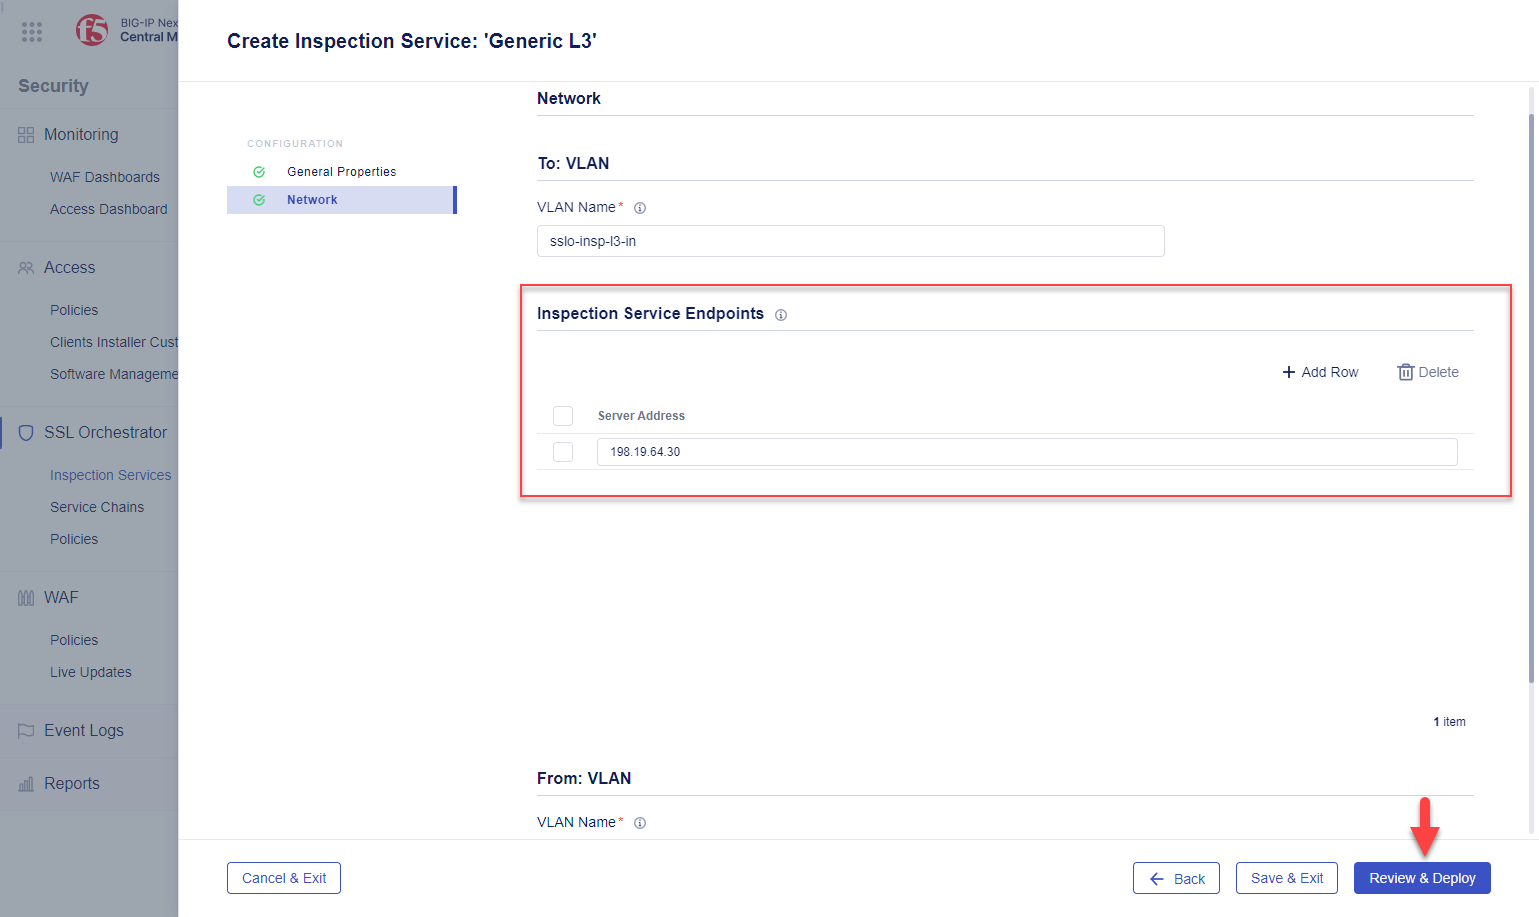 BIG-IP Nex
Central M
Security
Monitoring
WAF Dashboards
Access Dashboard
Access
Policies
Clients Installer Cust
Software Manageme
SSL Orchestrator
Inspection Services
Service Chains
Policies
WAF
Policies
Live Updates
Event Logs
Reports
Create Inspection Service: 'Generic L3'
CONFIGURATION
General Properties
Network
Network
To: VLAN
VLAN Name*
sslo-insp-l3-in
Inspection Service Endpoints
Add Row
Delete
Server Address
198.19.64.30
1 item
From: VLAN
VLAN Name*
Cancel & Exit
Back
Save & Exit
Review & Deploy
f5